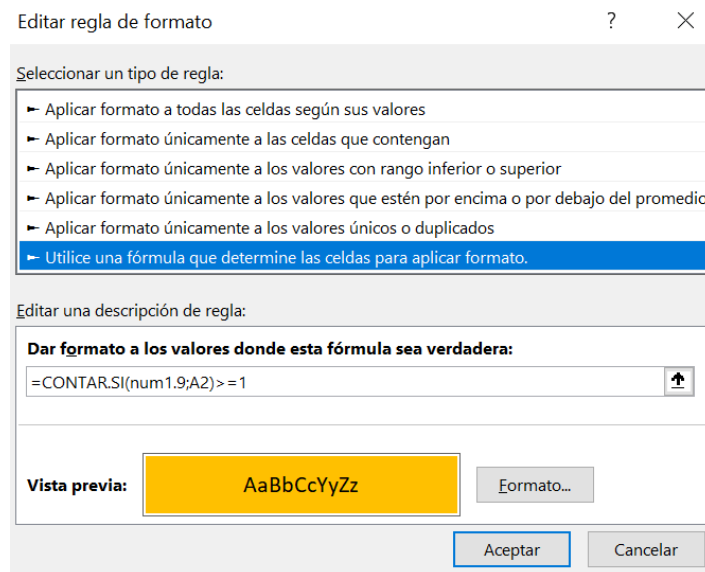 Editar regla de formato ?
Seleccionar un tipo de regla:
Aplicar formato a todas las celdas según sus valores
Aplicar formato únicamente a las celdas que contengan
Aplicar formato únicamente a los valores con rango inferior o superior
Aplicar formato únicamente a los valores que estén por encima o por debajo del promedio
Aplicar formato únicamente a los valores únicos o duplicados
Utilice una fórmula que determine las celdas para aplicar formato.
Editar una descripción de regla:
Dar formato a los valores donde esta fórmula sea verdadera:
=CONTAR.SI(num1.9;A2)>=1
Vista previa: AaBbCcYyZz Formato...
Aceptar Cancelar